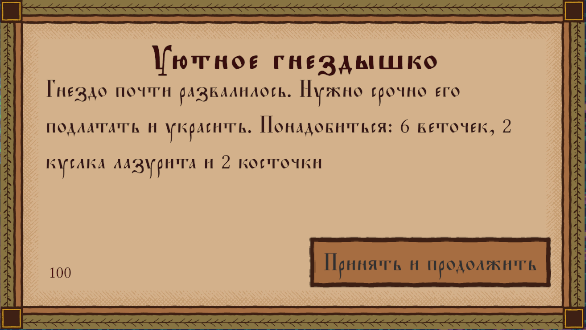 Уютное гнездышко
Гнездо почти развалилось. Нужно срочно его
подлатать и украсить. Понадобиться: 6 веточек, 2
куска лазурита и 2 косточки
100
Принять и продолжить